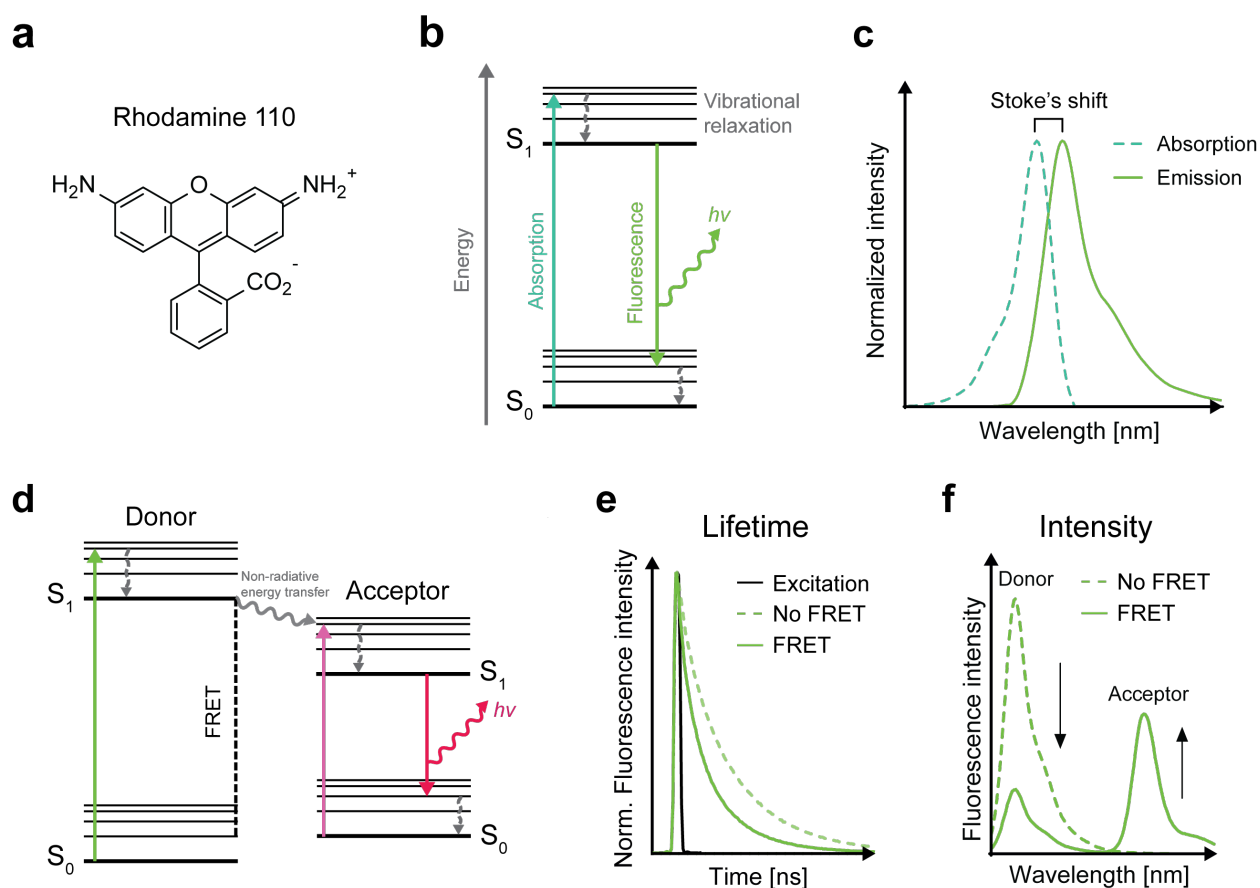 a
Rhodamine 110
H₂N
O
NH₂⁺
CO₂⁻
b
Energy
S₁
S₀
Absorption
Fluorescence
hv
Vibrational
relaxation
c
Stoke's shift
Absorption
Emission
Normalized intensity
Wavelength [nm]
d
Donor
S₁
S₀
Non-radiative
energy transfer
FRET
Acceptor
S₁
hv
S₀
e
Lifetime
Excitation
No FRET
FRET
Norm. Fluorescence intensity
Time [ns]
f
Intensity
Donor
No FRET
FRET
Acceptor
Fluorescence intensity
Wavelength [nm]